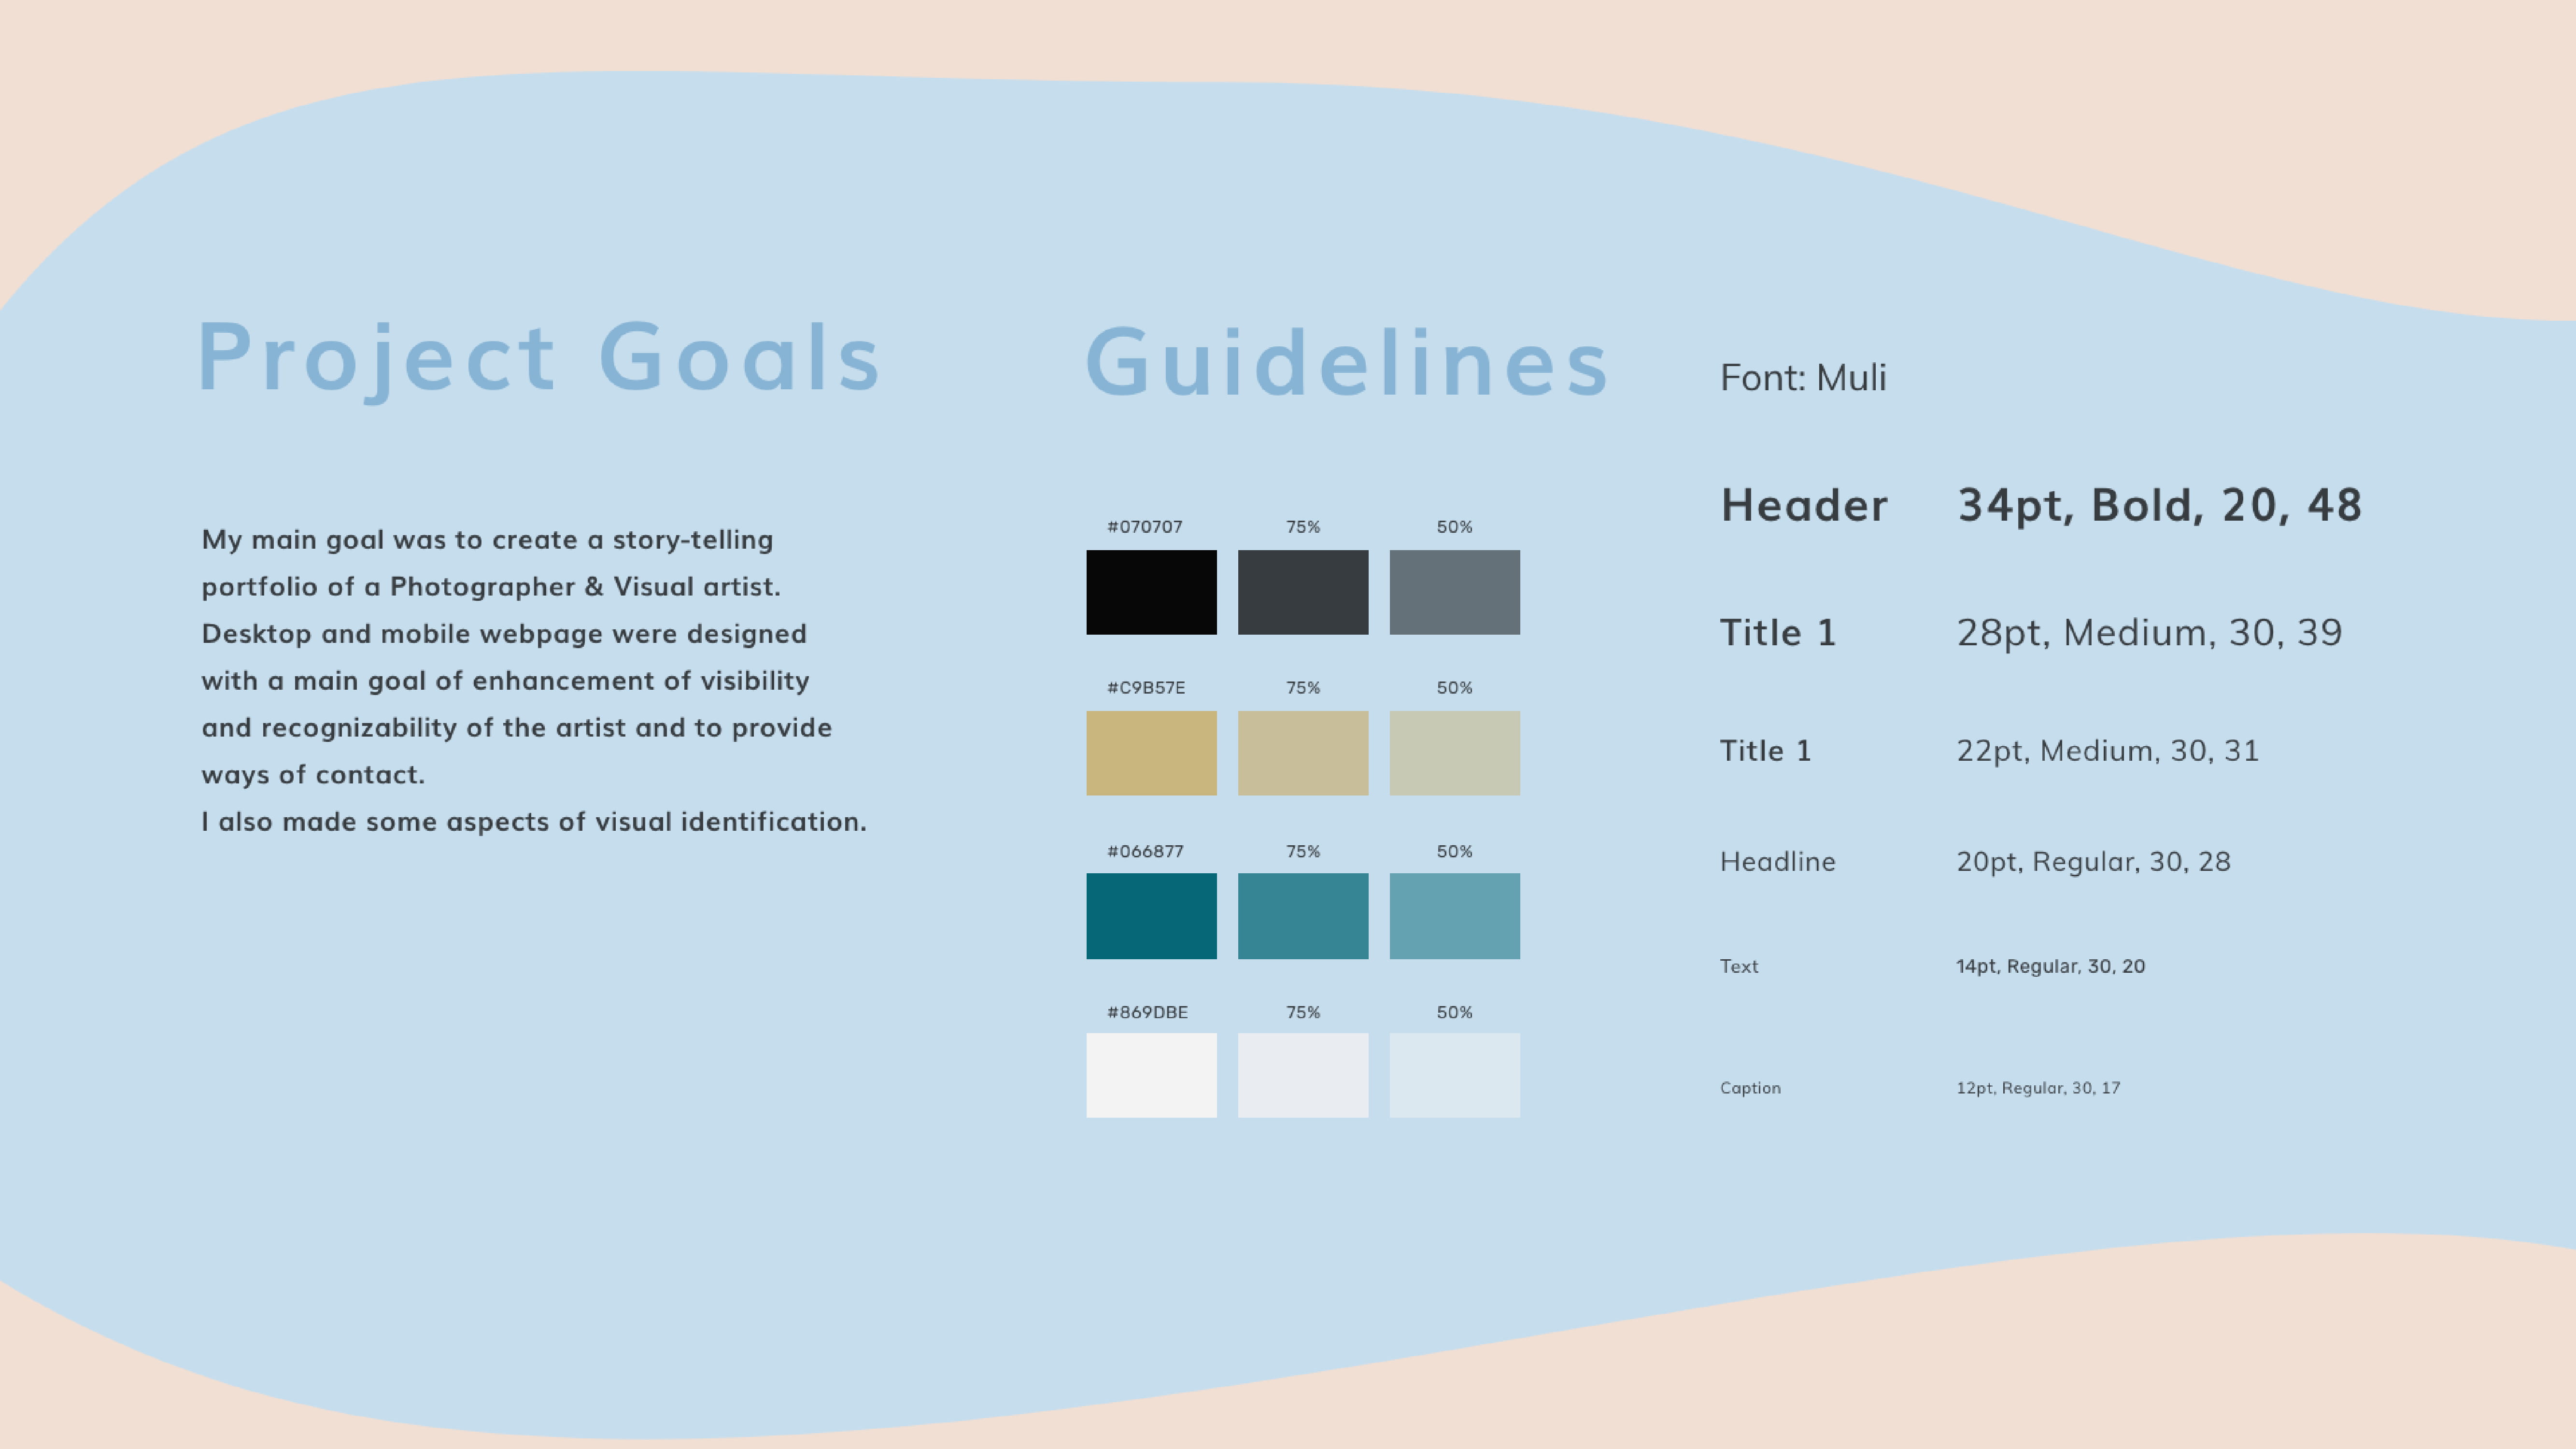 Project Goals
My main goal was to create a story-telling
portfolio of a Photographer & Visual artist.
Desktop and mobile webpage were designed
with a main goal of enhancement of visibility
and recognizability of the artist and to provide
ways of contact.
I also made some aspects of visual identification.
Guidelines
#070707 75% 50%
#C9B57E 75% 50%
#066877 75% 50%
#869DBE 75% 50%
Font: Muli
Header 34pt, Bold, 20, 48
Title 1 28pt, Medium, 30, 39
Title 1 22pt, Medium, 30, 31
Headline 20pt, Regular, 30, 28
Text 14pt, Regular, 30, 20
Caption 12pt, Regular, 30, 17